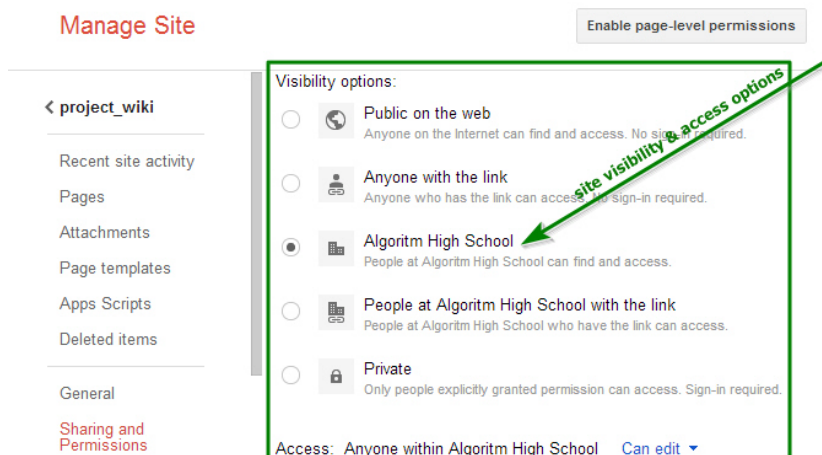 Manage Site
Enable page-level permissions
project_wiki
Recent site activity
Pages
Attachments
Page templates
Apps Scripts
Deleted items
General
Sharing and
Permissions
Visibility options:
Public on the web
Anyone on the Internet can find and access. No sign-in required.
Anyone with the link
Anyone who has the link can access. No sign-in required.
Algoritm High School
People at Algoritm High School can find and access.
People at Algoritm High School with the link
People at Algoritm High School who have the link can access.
Private
Only people explicitly granted permission can access. Sign-in required.
Access: Anyone within Algoritm High School Can edit
site visibility & access options